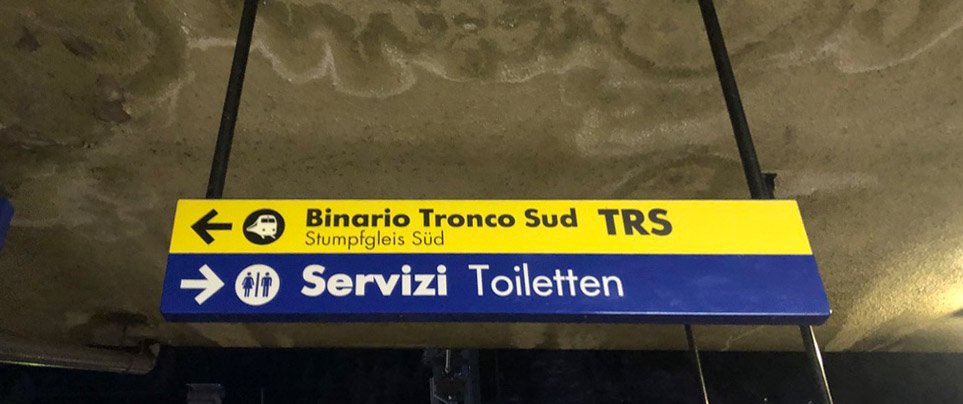 Binario Tronco Sud TRS
Stumpfgleis Süd
Servizi Toiletten